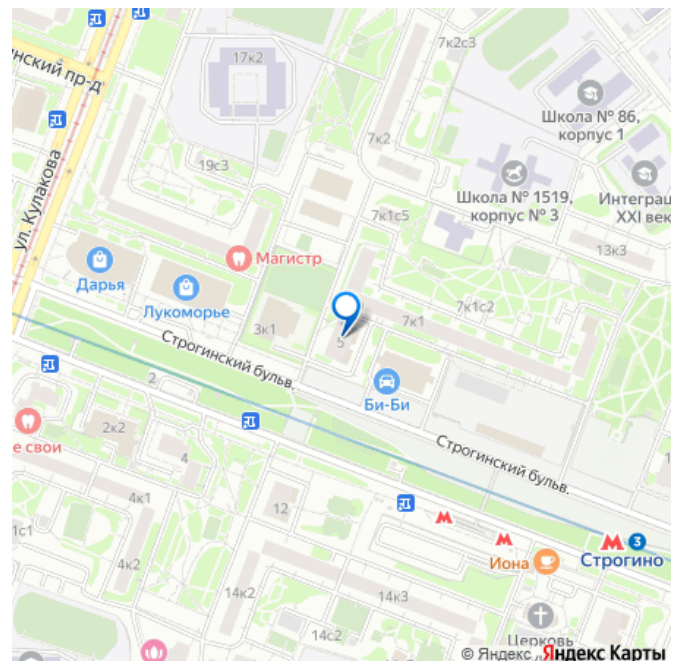 7к2с3
17к2
нский пр-д
Школа № 86,
корпус 1
7к2
19с3
ул. Кулакова
Школа № 1519,
корпус № 3
Интеграц
XXI век
7к1с5
13к3
Магистр
Дарья
Лукоморье
7к1с2
3к1
7к1
5
Строгинский бульв.
Би-Би
2
2к2
е свои
4
Строгинский бульв.
4к1
12
1с1
3
Строгино
Иона
4к2
14к2
14к3
14с2
Церковь
© Яндекс Яндекс Карты